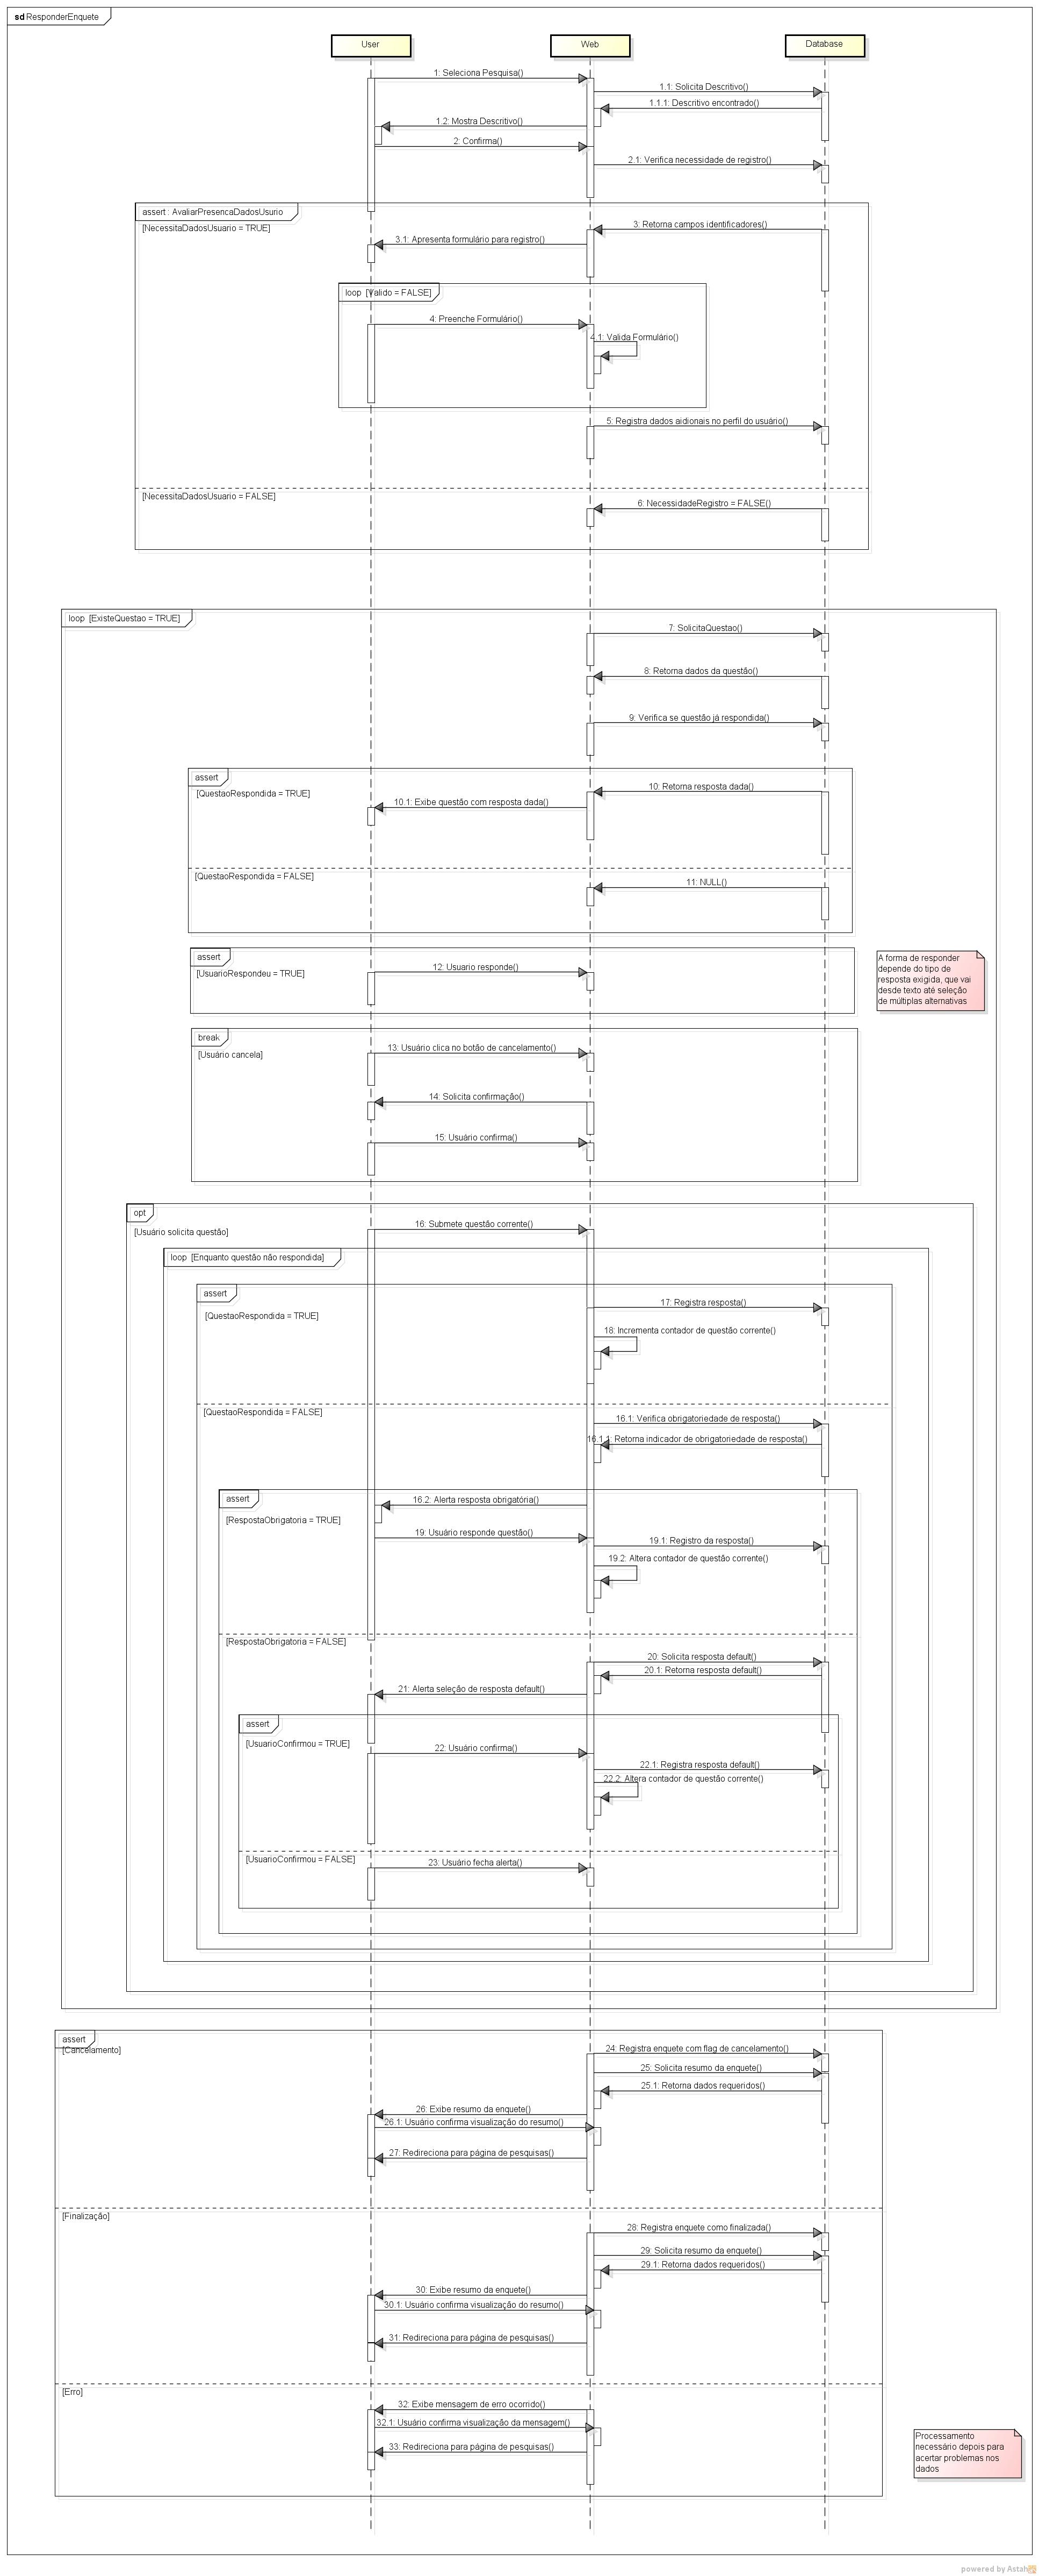 sd ResponderEnquete
User
Web
Database
1: Seleciona Pesquisa()
1.1: Solicita Descritivo()
1.1.1: Descritivo encontrado()
1.2: Mostra Descritivo()
2: Confirma()
2.1: Verifica necessidade de registro()
assert : AvaliarPresencaDadosUsurio
[NecessitaDadosUsuario = TRUE]
3: Retorna campos identificadores()
3.1: Apresenta formulário para registro()
loop [Valido = FALSE]
4: Preenche Formulário()
4.1: Valida Formulário()
5: Registra dados aidionais no perfil do usuário()
[NecessitaDadosUsuario = FALSE]
6: NecessidadeRegistro = FALSE()
loop [ExisteQuestao = TRUE]
7: SolicitaQuestao()
8: Retorna dados da questão()
9: Verifica se questão já respondida()
assert
[QuestaoRespondida = TRUE]
10: Retorna resposta dada()
10.1: Exibe questão com resposta dada()
[QuestaoRespondida = FALSE]
11: NULL()
assert
[UsuarioRespondeu = TRUE]
12: Usuario responde()
A forma de responder
depende do tipo de
resposta exigida, que vai
desde texto até seleção
de múltiplas alternativas
break
[Usuário cancela]
13: Usuário clica no botão de cancelamento()
14: Solicita confirmação()
15: Usuário confirma()
opt
[Usuário solicita questão]
16: Submete questão corrente()
loop [Enquanto questão não respondida]
assert
[QuestaoRespondida = TRUE]
17: Registra resposta()
18: Incrementa contador de questão corrente()
[QuestaoRespondida = FALSE]
16.1: Verifica obrigatoriedade de resposta()
16.1.1: Retorna indicador de obrigatoriedade de resposta()
assert
[RespostaObrigatoria = TRUE]
16.2: Alerta resposta obrigatória()
19: Usuário responde questão()
19.1: Registro da resposta()
19.2: Altera contador de questão corrente()
[RespostaObrigatoria = FALSE]
20: Solicita resposta default()
20.1: Retorna resposta default()
21: Alerta seleção de resposta default()
assert
[UsuarioConfirmou = TRUE]
22: Usuário confirma()
22.1: Registra resposta default()
22.2: Altera contador de questão corrente()
[UsuarioConfirmou = FALSE]
23: Usuário fecha alerta()
assert
[Cancelamento]
24: Registra enquete com flag de cancelamento()
25: Solicita resumo da enquete()
25.1: Retorna dados requeridos()
26: Exibe resumo da enquete()
26.1: Usuário confirma visualização do resumo()
27: Redireciona para página de pesquisas()
[Finalização]
28: Registra enquete como finalizada()
29: Solicita resumo da enquete()
29.1: Retorna dados requeridos()
30: Exibe resumo da enquete()
30.1: Usuário confirma visualização do resumo()
31: Redireciona para página de pesquisas()
[Erro]
32: Exibe mensagem de erro ocorrido()
32.1: Usuário confirma visualização da mensagem()
33: Redireciona para página de pesquisas()
Processamento
necessário depois para
acertar problemas nos
dados
powered by Astah